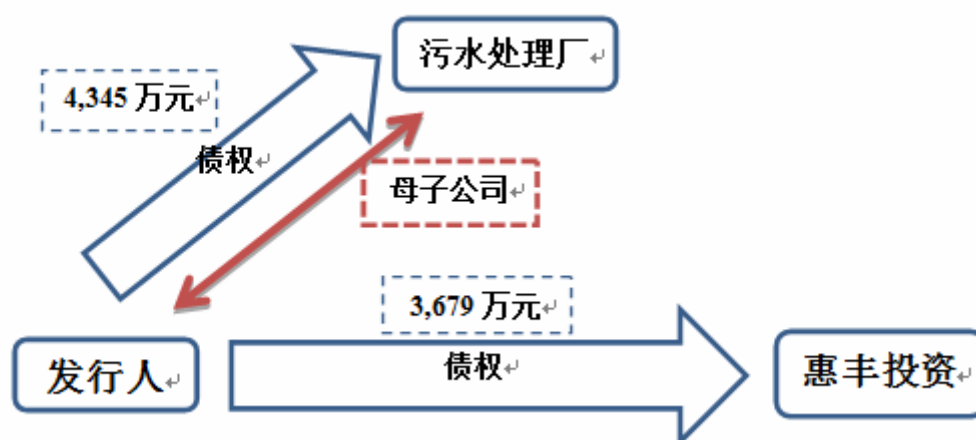 污水处理厂
4,345 万元
债权
母子公司
3,679 万元
发行人
债权
惠丰投资